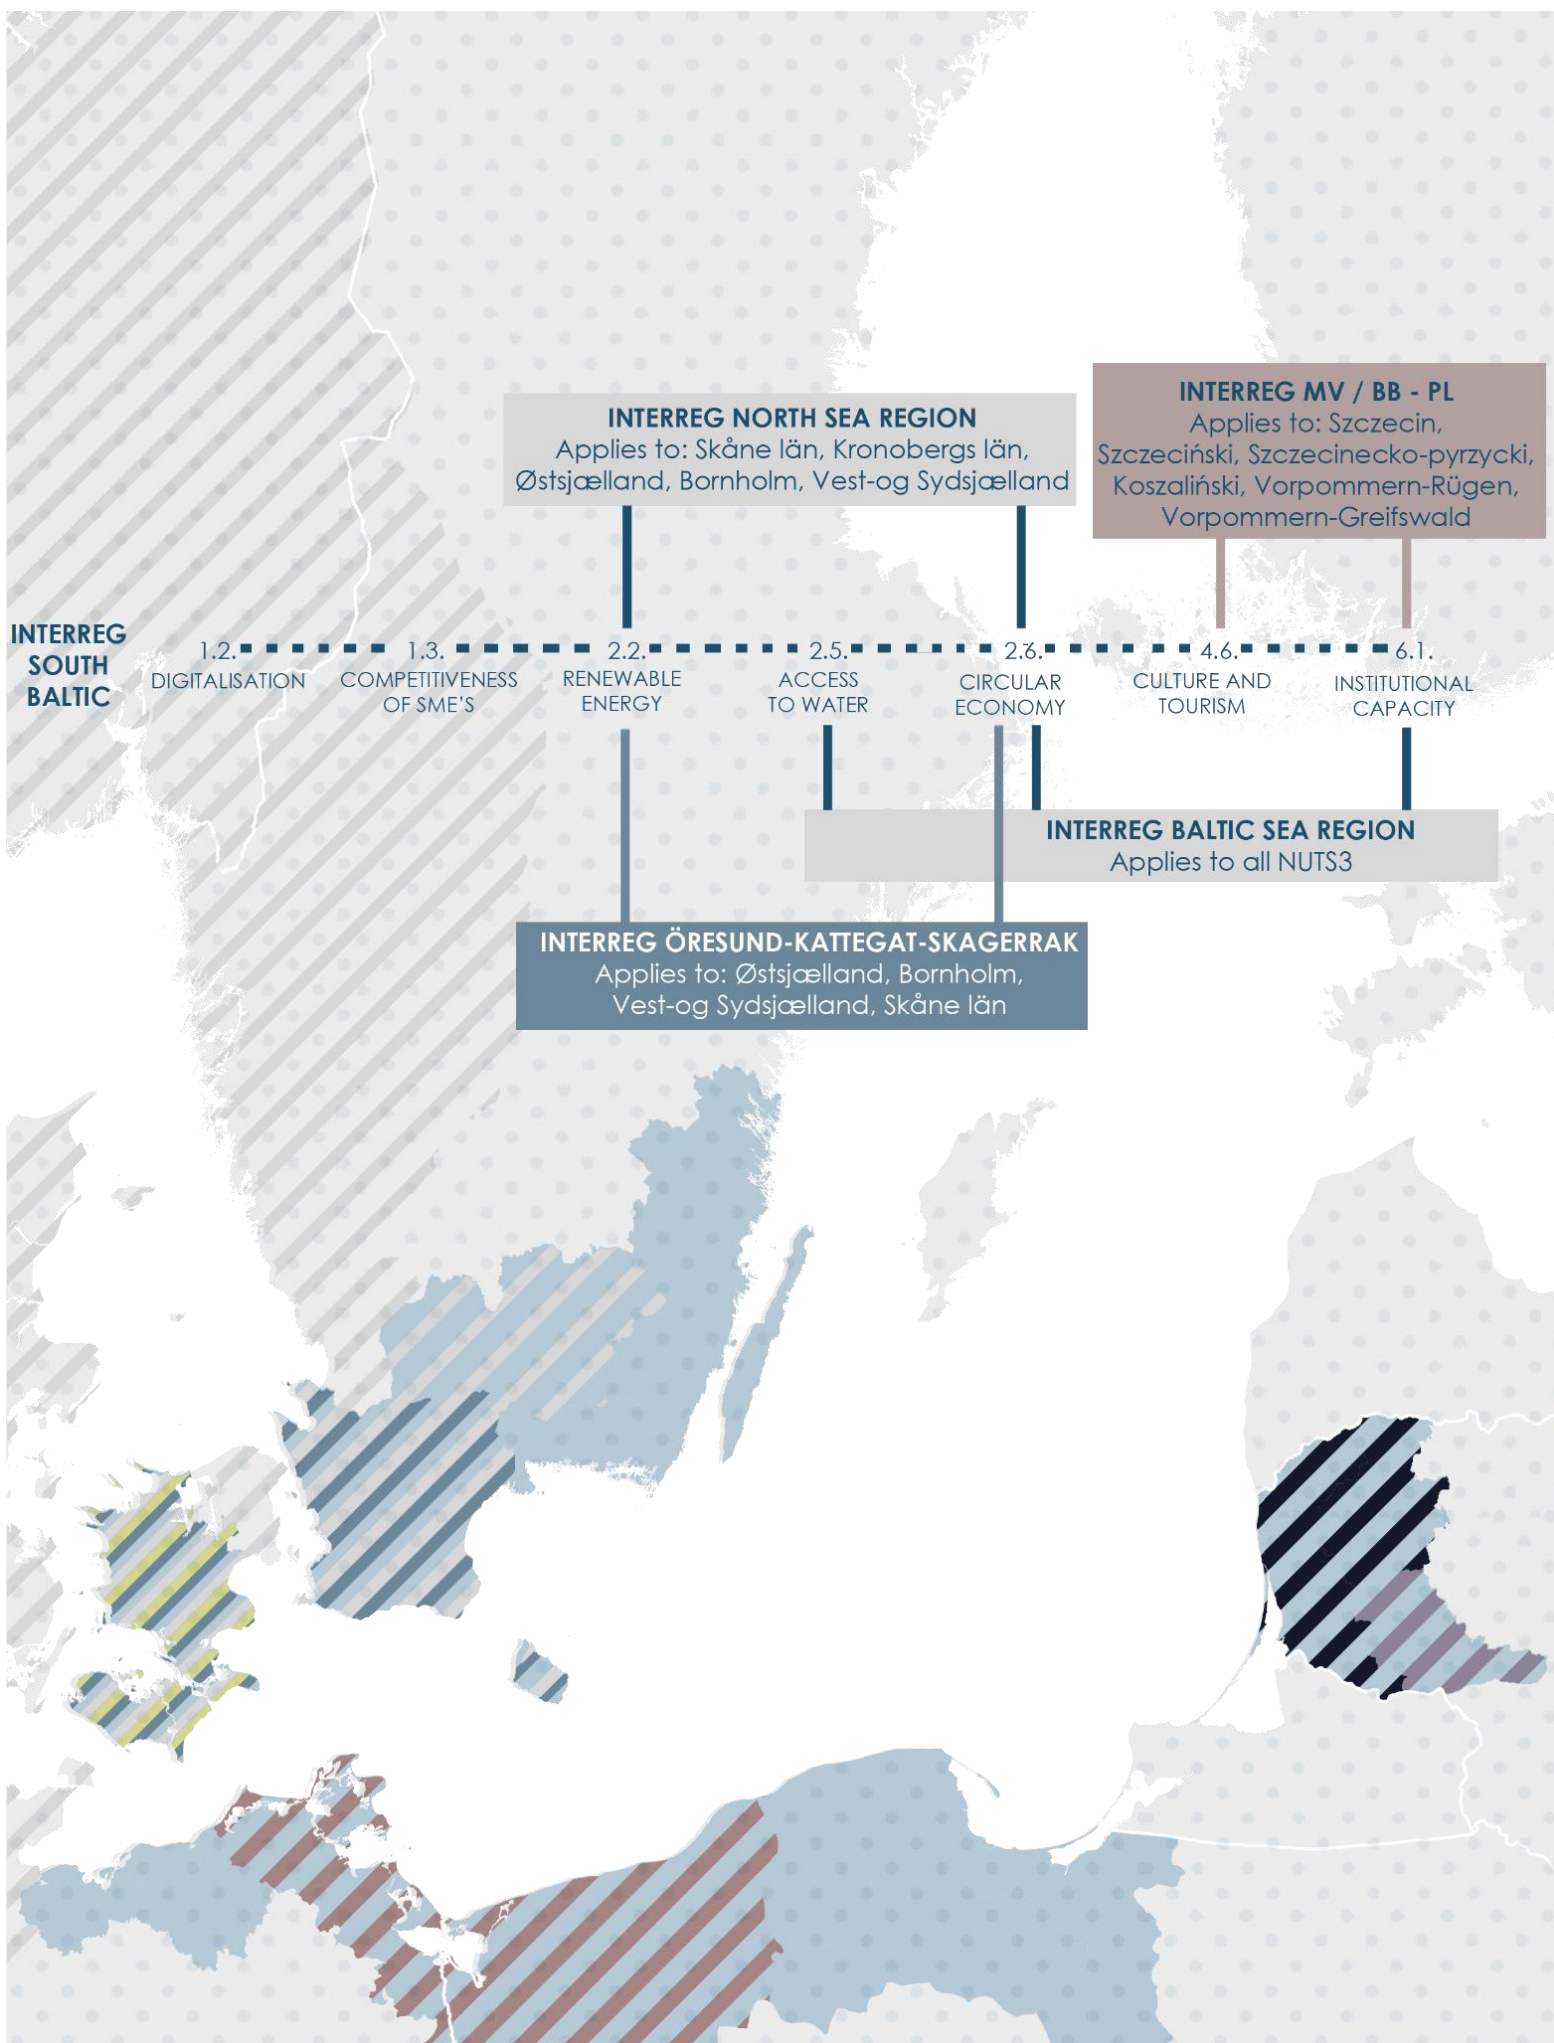 INTERREG NORTH SEA REGION
Applies to: Skåne län, Kronobergs län,
Østsjælland, Bornholm, Vest-og Sydsjælland
INTERREG MV / BB - PL
Applies to: Szczecin,
Szczeciński, Szczecinecko-pyrzycki,
Koszaliński, Vorpommern-Rügen,
Vorpommern-Greifswald
INTERREG
SOUTH
BALTIC
1.2.
DIGITALISATION
1.3.
COMPETITIVENESS
OF SME'S
2.2.
RENEWABLE
ENERGY
2.5.
ACCESS
TO WATER
2.6.
CIRCULAR
ECONOMY
4.6.
CULTURE AND
TOURISM
6.1.
INSTITUTIONAL
CAPACITY
INTERREG BALTIC SEA REGION
Applies to all NUTS3
INTERREG ÖRESUND-KATTEGAT-SKAGERRAK
Applies to: Østsjælland, Bornholm,
Vest-og Sydsjælland, Skåne län